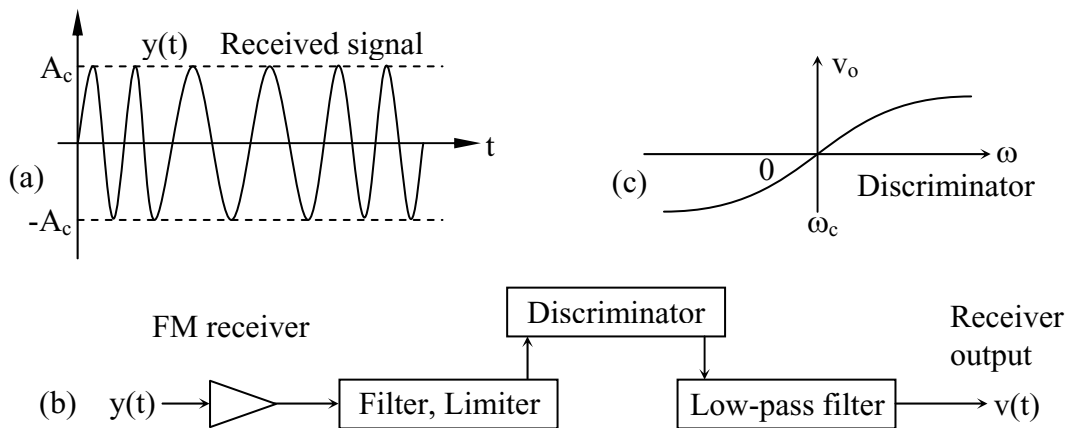 y(t) Received signal
A_c
t
(a)
-A_c
v_o
0
ω
(c)
Discriminator
ω_c
FM receiver
Discriminator
Receiver
output
(b)
y(t)
Filter, Limiter
Low-pass filter
v(t)